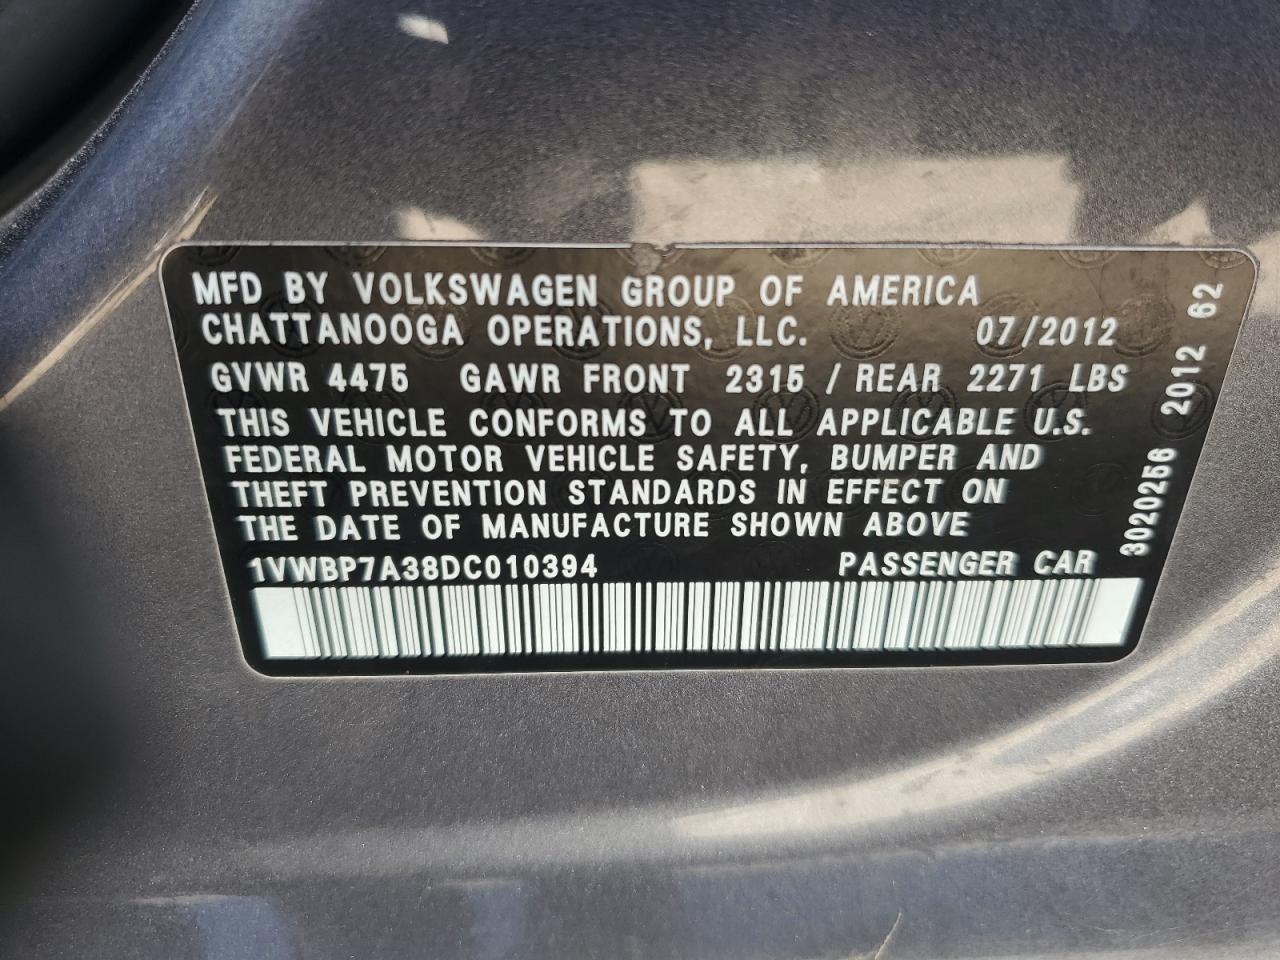 MFD BY VOLKSWAGEN GROUP OF AMERICA
CHATTANOOGA OPERATIONS, LLC. 07/2012
GVWR 4475 GAWR FRONT 2315 / REAR 2271 LBS
THIS VEHICLE CONFORMS TO ALL APPLICABLE U.S.
FEDERAL MOTOR VEHICLE SAFETY, BUMPER AND
THEFT PREVENTION STANDARDS IN EFFECT ON
THE DATE OF MANUFACTURE SHOWN ABOVE
1VWBP7A38DC010394 PASSENGER CAR
3020256 2012 62